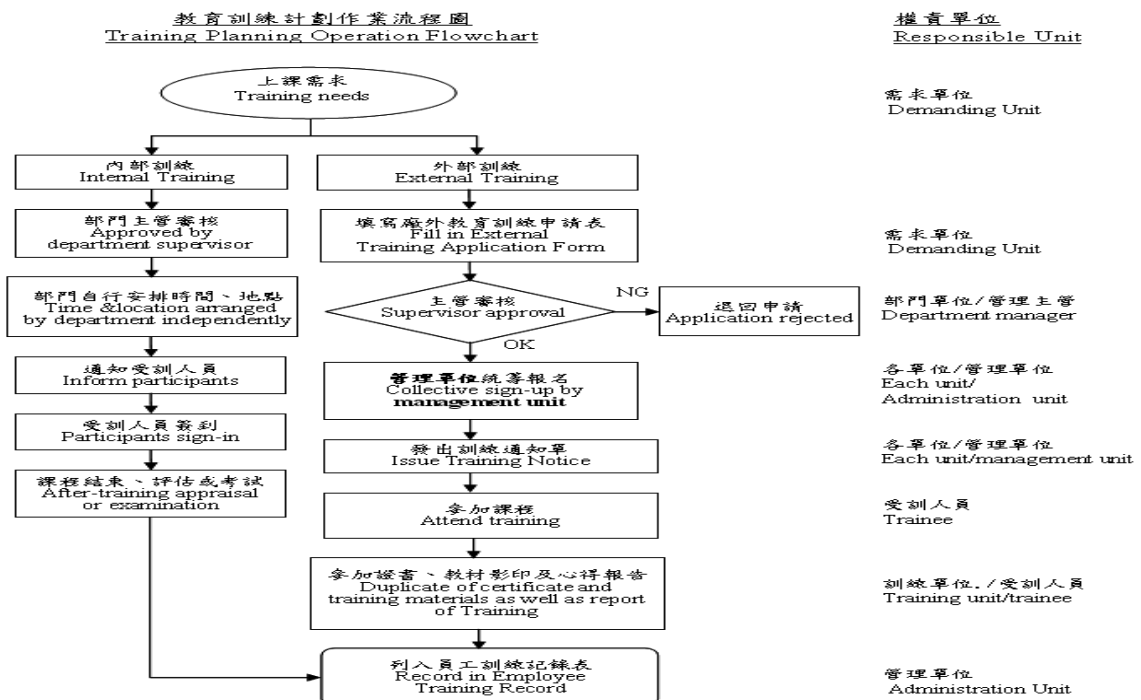 教育訓練計劃作業流程圖
Training Planning Operation Flowchart
權責單位
Responsible Unit
上課需求
Training needs
需求單位
Demanding Unit
內部訓練
Internal Training
外部訓練
External Training
部門主管審核
Approved by
department supervisor
填寫廠外教育訓練申請表
Fill in External
Training Application Form
需求單位
Demanding Unit
部門自行安排時間、地點
Time &location arranged
by department independently
主管審核
Supervisor approval
NG
OK
退回申請
Application rejected
部門單位/管理主管
Department manager
通知受訓人員
Inform participants
管理單位統籌報名
Collective sign-up by
management unit
各單位/管理單位
Each unit/
Administration unit
受訓人員簽到
Participants sign-in
發出訓練通知單
Issue Training Notice
各單位/管理單位
Each unit/management unit
課程結束、評估或考試
After-training appraisal
or examination
參加課程
Attend training
受訓人員
Trainee
參加證書、教材影印及心得報告
Duplicate of certificate and
training materials as well as report
of Training
訓練單位./受訓人員
Training unit/trainee
列入員工訓練記錄表
Record in Employee
Training Record
管理單位
Administration Unit